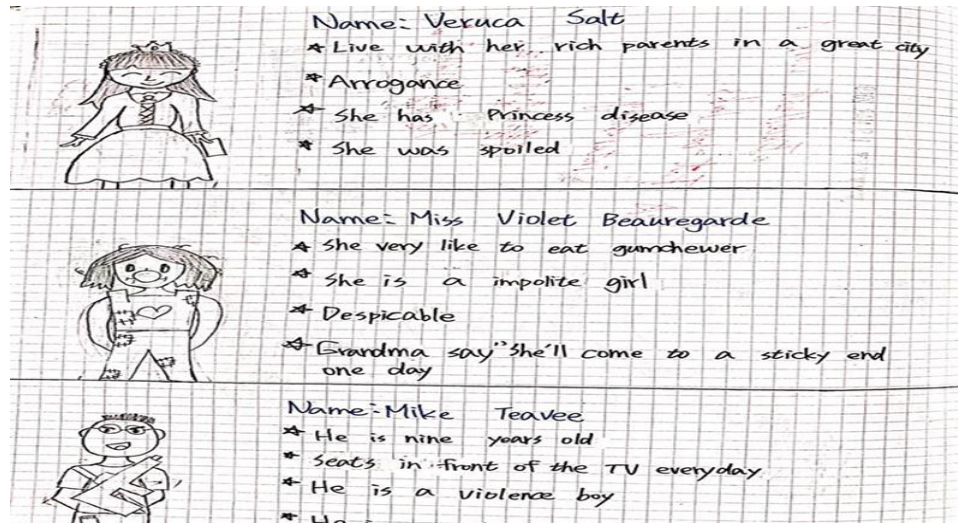 Name: Veruca Salt
* Live with her rich parents in a great city
* Arrogance
* She has Princess disease
* She was spoiled
Name: Miss Violet Beauregarde
* She very like to eat gumchewer
* She is a impolite girl
* Despicable
* Grandma say "She'll come to a sticky end
one day
Name: Mike Teavee
* He is nine years old
* Seats in front of the TV everyday
* He is a violence boy
* He